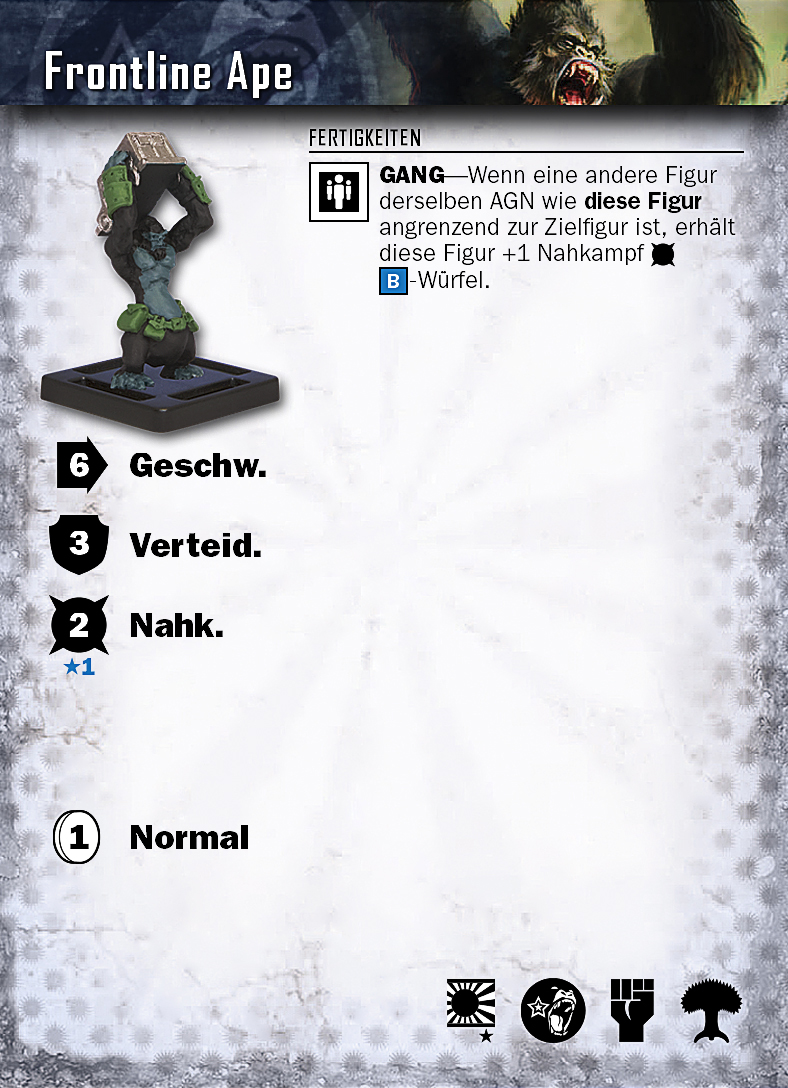 Frontline Ape
FERTIGKEITEN
GANG—Wenn eine andere Figur
derselben AGN wie diese Figur
angrenzend zur Zielfigur ist, erhält
diese Figur +1 Nahkampf
B-Würfel.
6 Geschw.
3 Verteid.
2 Nahk.
★1
1 Normal